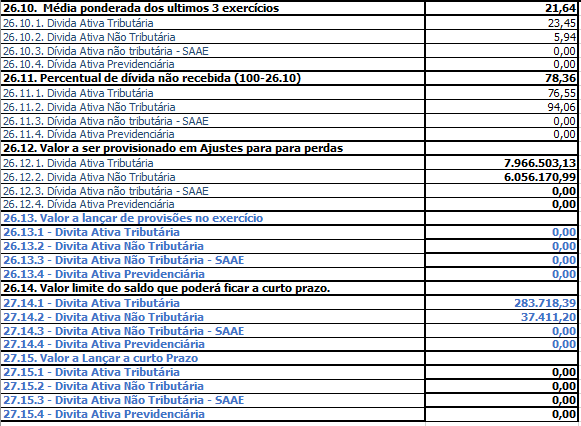 26.10.  Média ponderada dos ultimos 3 exercícios 21,64
26.10.1. Divida Ativa Tributária 23,45
26.10.2. Divida Ativa Não Tributária 5,94
26.10.3. Dívida Ativa não tributária - SAAE 0,00
26.10.4. Dívida Ativa Previdenciária 0,00
26.11. Percentual de dívida não recebida (100-26.10) 78,36
26.11.1. Divida Ativa Tributária 76,55
26.11.2. Divida Ativa Não Tributária 94,06
26.11.3. Dívida Ativa não tributária - SAAE 0,00
26.11.4. Dívida Ativa Previdenciária 0,00
26.12. Valor a ser provisionado em Ajustes para para perdas
26.12.1. Divida Ativa Tributária 7.966.503,13
26.12.2. Divida Ativa Não Tributária 6.056.170,99
26.12.3. Dívida Ativa não tributária - SAAE 0,00
26.12.4. Dívida Ativa Previdenciária 0,00
26.13. Valor a lançar de provisões no exercício
26.13.1 - Divita Ativa Tributária 0,00
26.13.2 - Divita Ativa Não Tributária 0,00
26.13.3 - Divita Ativa Não Tributária - SAAE 0,00
26.13.4 - Divita Ativa Previdenciária 0,00
26.14. Valor limite do saldo que poderá ficar a curto prazo.
27.14.1 - Divita Ativa Tributária 283.718,39
27.14.2 - Divita Ativa Não Tributária 37.411,20
27.14.3 - Divita Ativa Não Tributária - SAAE 0,00
27.14.4 - Divita Ativa Previdenciária 0,00
27.15. Valor a Lançar a curto Prazo
27.15.1 - Divita Ativa Tributária 0,00
27.15.2 - Divita Ativa Não Tributária 0,00
27.15.3 - Divita Ativa Não Tributária - SAAE 0,00
27.15.4 - Divita Ativa Previdenciária 0,00